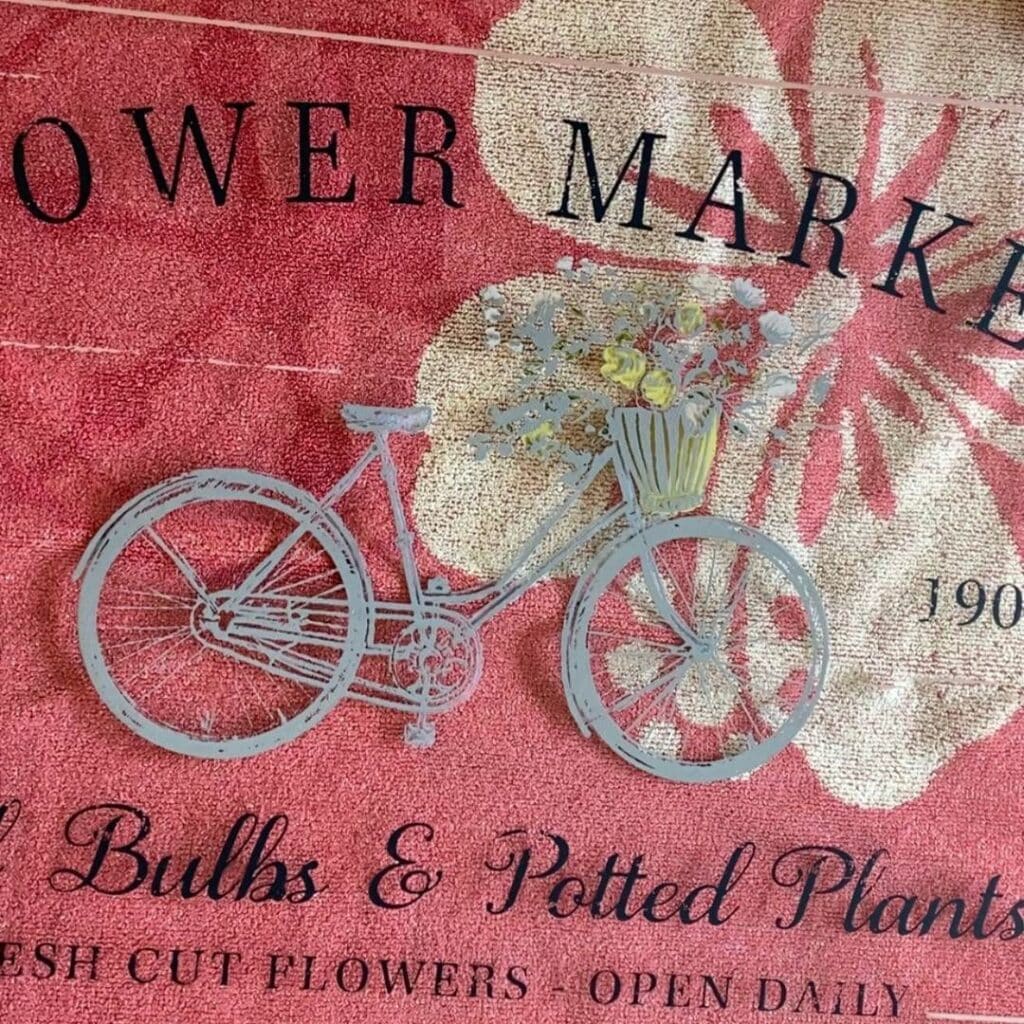 OWER MARKE
190
Bulbs & Potted Plants
ESH CUT FLOWERS - OPEN DAILY